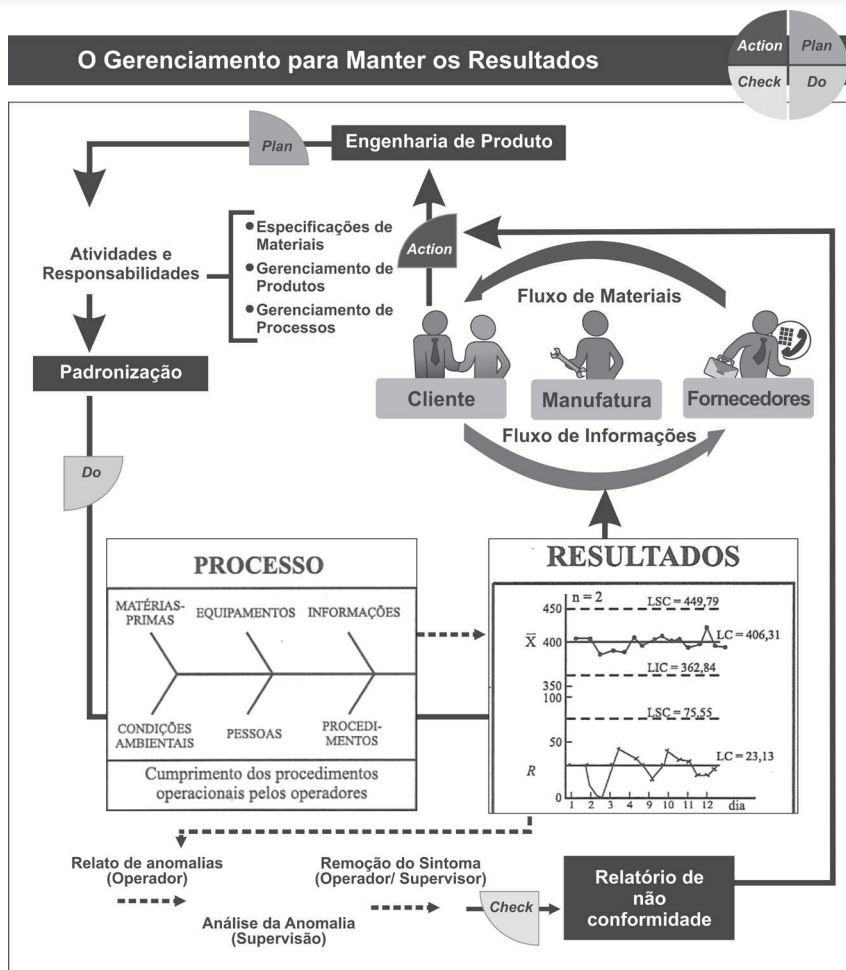 O Gerenciamento para Manter os Resultados
Action
Plan
Check
Do
Plan
Engenharia de Produto
Atividades e
Responsabilidades
• Especificações de
Materiais
• Gerenciamento de
Produtos
• Gerenciamento de
Processos
Action
Fluxo de Materiais
Cliente
Manufatura
Fornecedores
Fluxo de Informações
Padronização
Do
PROCESSO
MATÉRIAS-
PRIMAS
EQUIPAMENTOS
INFORMAÇÕES
CONDIÇÕES
AMBIENTAIS
PESSOAS
PROCEDI-
MENTOS
Cumprimento dos procedimentos
operacionais pelos operadores
RESULTADOS
n = 2
LSC = 449,79
450
X̄
400
LC = 406,31
LIC = 362,84
350
100
LSC = 75,55
50
LC = 23,13
R
0
1 2 3 4 9 10 11 12 dia
Relato de anomalias
(Operador)
Análise da Anomalia
(Supervisão)
Remoção do Sintoma
(Operador/ Supervisor)
Check
Relatório de
não
conformidade